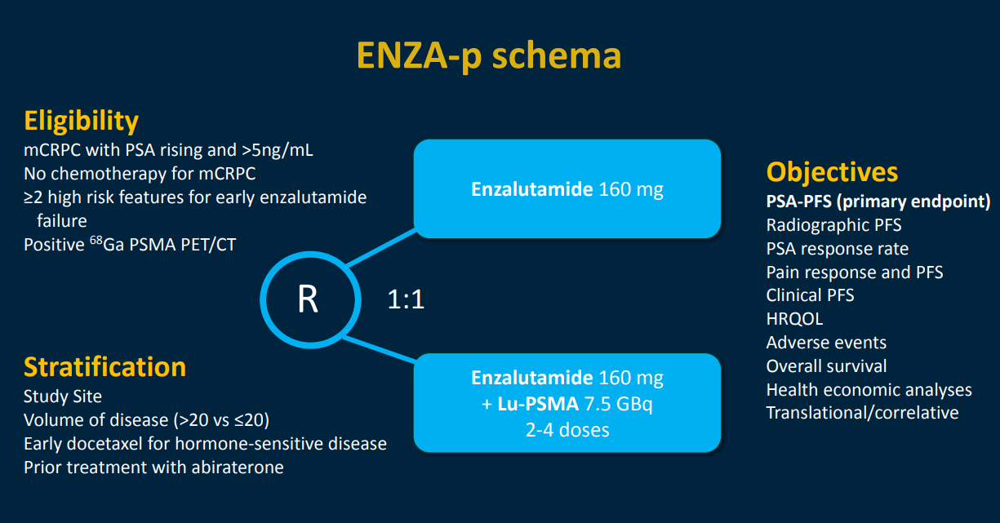 ENZA-p schema
Eligibility
mCRPC with PSA rising and >5ng/mL
No chemotherapy for mCRPC
≥2 high risk features for early enzalutamide
failure
Positive ⁶⁸Ga PSMA PET/CT
R
1:1
Stratification
Study Site
Volume of disease (>20 vs ≤20)
Early docetaxel for hormone-sensitive disease
Prior treatment with abiraterone
Enzalutamide 160 mg
Enzalutamide 160 mg
+ Lu-PSMA 7.5 GBq
2-4 doses
Objectives
PSA-PFS (primary endpoint)
Radiographic PFS
PSA response rate
Pain response and PFS
Clinical PFS
HRQOL
Adverse events
Overall survival
Health economic analyses
Translational/correlative